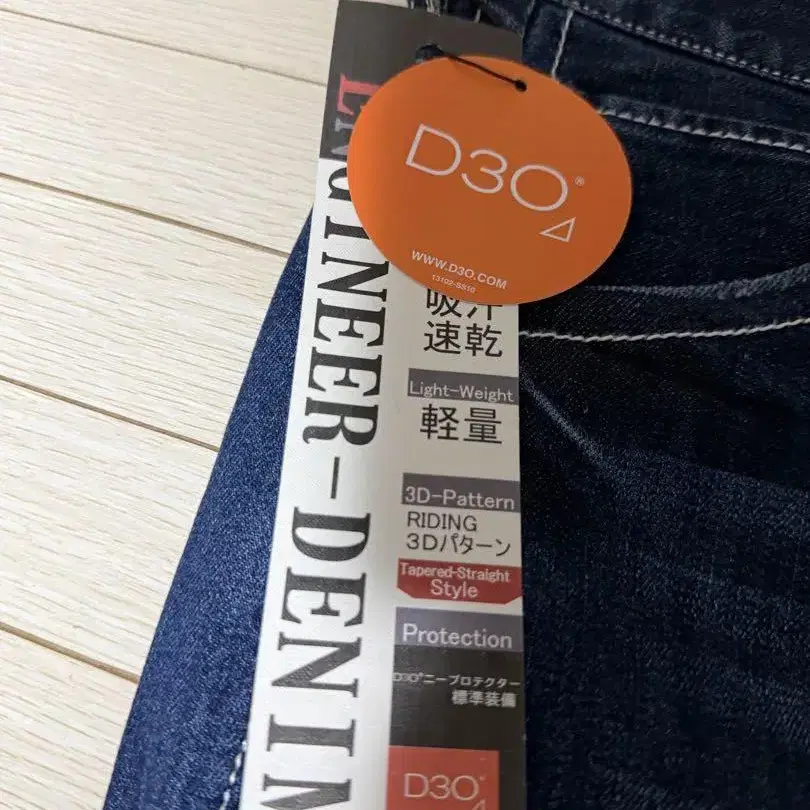 D3O®
WWW.D3O.COM
13102-SS10
ENGINEER-DENIM
吸汗
速乾
Light-Weight
軽量
3D-Pattern
RIDING
3Dパターン
Tapered-Straight
Style
Protection
D3O®ニープロテクター
標準装備
D3O®